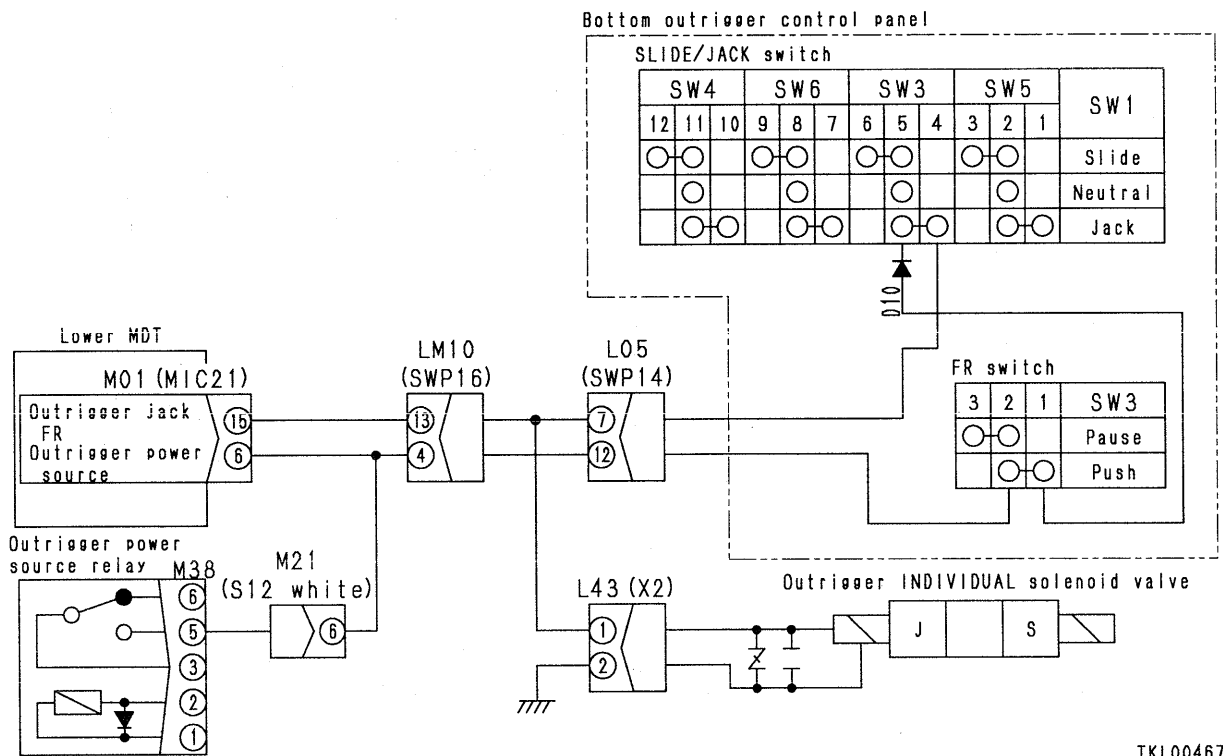 Bottom outrigger control panel
SLIDE/JACK switch
SW4 SW6 SW3 SW5 SW1
12 11 10 9 8 7 6 5 4 3 2 1
Slide
Neutral
Jack
D10
Lower MDT
M01 (MIC21)
Outrigger jack
FR
Outrigger power
source
15
6
LM10
(SWP16)
13
4
L05
(SWP14)
7
12
FR switch
3 2 1 SW3
Pause
Push
Outrigger power
source relay
M38
6
5
3
2
1
M21
(S12 white)
6
L43 (X2)
1
2
Outrigger INDIVIDUAL solenoid valve
J S
TKL00467